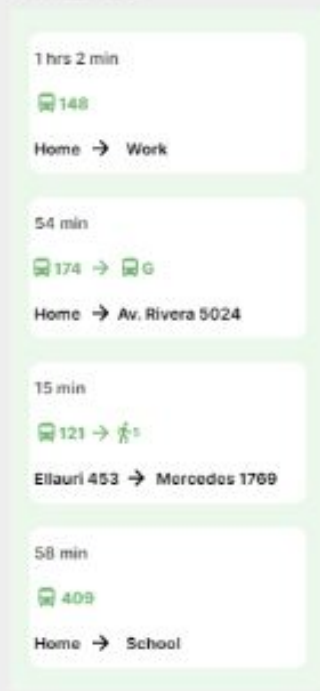 1 hrs 2 min
148
Home → Work
54 min
174 → G
Home → Av. Rivera 5024
15 min
121 → 5
Ellauri 453 → Mercedes 1769
58 min
409
Home → School